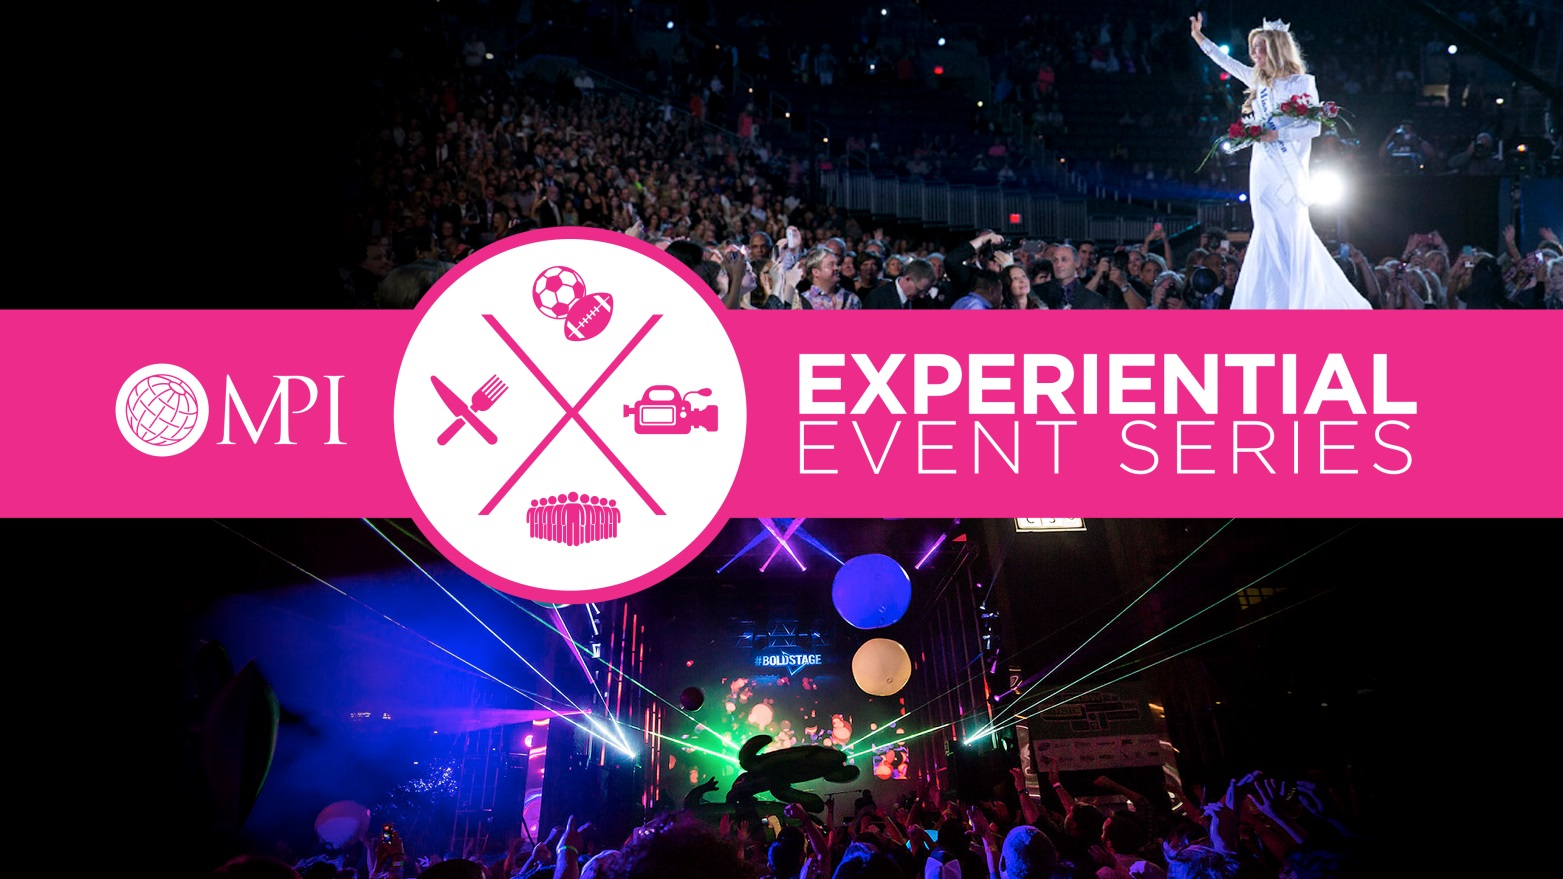 MPI
EXPERIENTIAL
EVENT SERIES
#BOLDSTAGE